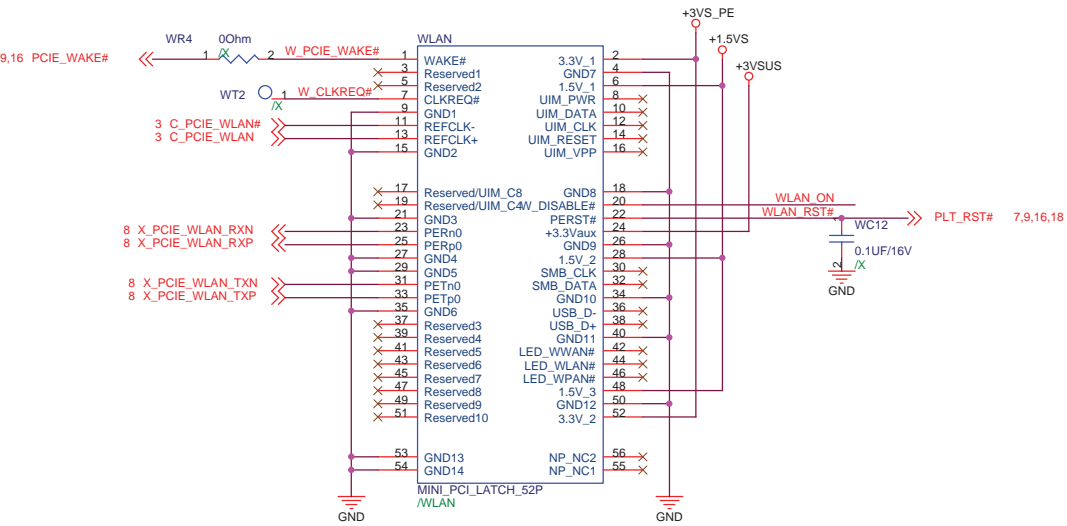 +3VS_PE
WLAN
+1.5VS
WR4 0Ohm
/X
9,16 PCIE_WAKE# 1 2 W_PCIE_WAKE# 1 WAKE# 3.3V_1 2
3 Reserved1 GND7 4
+3VSUS
5 Reserved2 1.5V_1 6
WT2 1 W_CLKREQ# 7 CLKREQ# UIM_PWR 8
/X
9 GND1 UIM_DATA 10
3 C_PCIE_WLAN# 11 REFCLK- UIM_CLK 12
3 C_PCIE_WLAN 13 REFCLK+ UIM_RESET 14
15 GND2 UIM_VPP 16
17 Reserved/UIM_C8 GND8 18
19 Reserved/UIM_C4 W_DISABLE# 20 WLAN_ON
21 GND3 PERST# 22 WLAN_RST# PLT_RST# 7,9,16,18
8 X_PCIE_WLAN_RXN 23 PERn0 +3.3Vaux 24 WC12
8 X_PCIE_WLAN_RXP 25 PERp0 GND9 26
27 GND4 1.5V_2 28 0.1UF/16V
29 GND5 SMB_CLK 30 2 /X
8 X_PCIE_WLAN_TXN 31 PETn0 SMB_DATA 32 GND
8 X_PCIE_WLAN_TXP 33 PETp0 GND10 34
35 GND6 USB_D- 36
37 Reserved3 USB_D+ 38
39 Reserved4 GND11 40
41 Reserved5 LED_WWAN# 42
43 Reserved6 LED_WLAN# 44
45 Reserved7 LED_WPAN# 46
47 Reserved8 1.5V_3 48
49 Reserved9 GND12 50
51 Reserved10 3.3V_2 52
53 GND13 NP_NC2 56
54 GND14 NP_NC1 55
MINI_PCI_LATCH_52P
/WLAN
GND GND